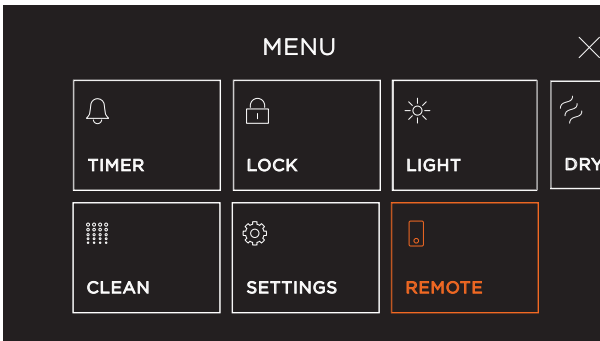 MENU
TIMER
LOCK
LIGHT
DRY
CLEAN
SETTINGS
REMOTE